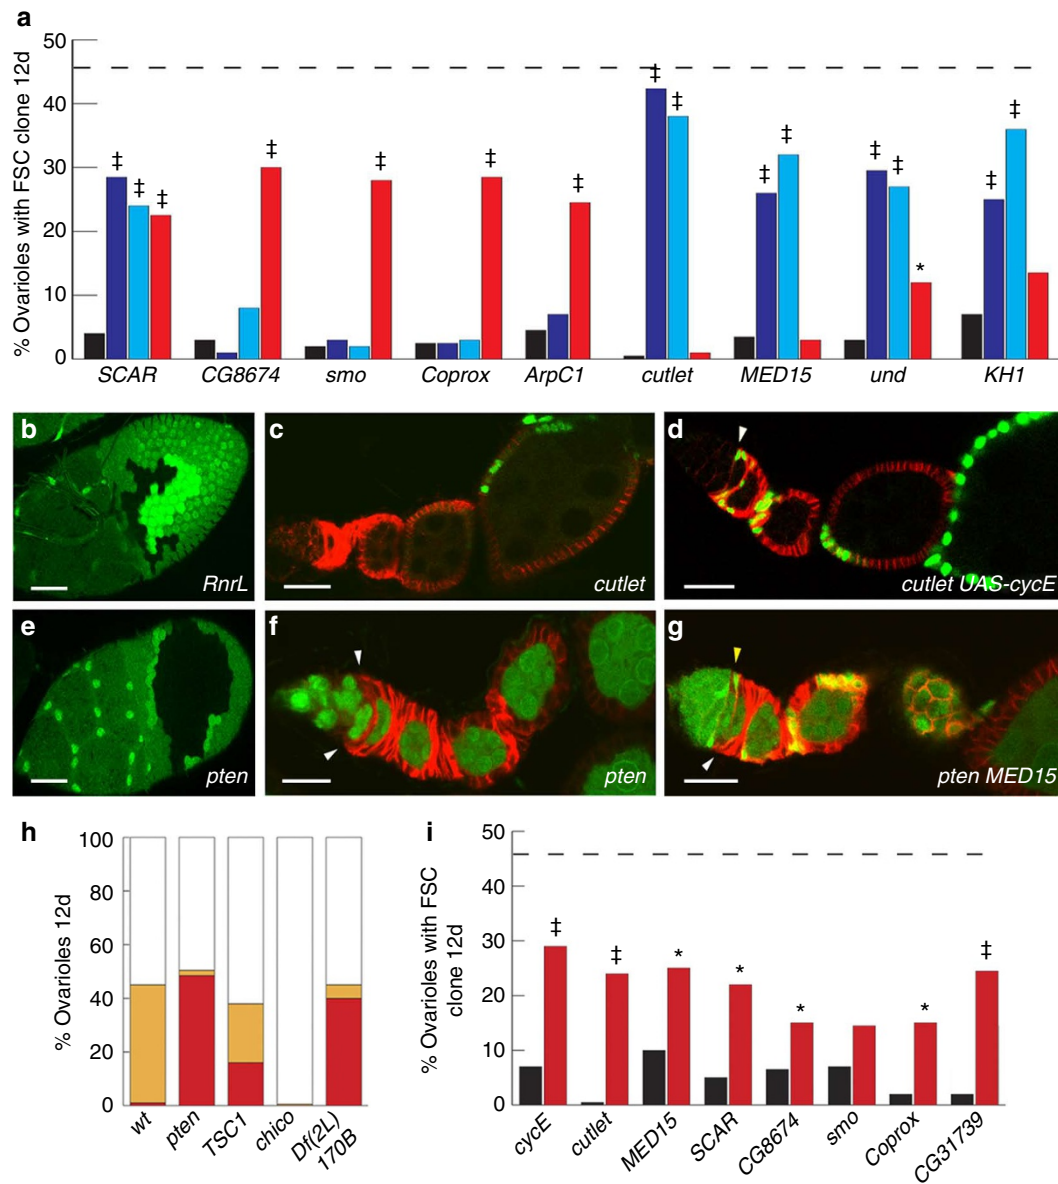 a
% Ovarioles with FSC clone 12d
50
40
30
20
10
0
‡ ‡ ‡ ‡ ‡ ‡ ‡ ‡ ‡ ‡ ‡ ‡ ‡ * ‡ ‡
SCAR CG8674 smo Coprox ArpC1 cutlet MED15 und KH1
b
RnrL
c
cutlet
d
cutlet UAS-cycE
e
pten
f
pten
g
pten MED15
h
% Ovarioles 12d
100
80
60
40
20
0
wt pten TSC1 chico Df(2L)
170B
i
% Ovarioles with FSC
clone 12d
50
40
30
20
10
0
‡ ‡ * * * * ‡
cycE cutlet MED15 SCAR CG8674 smo Coprox CG31739